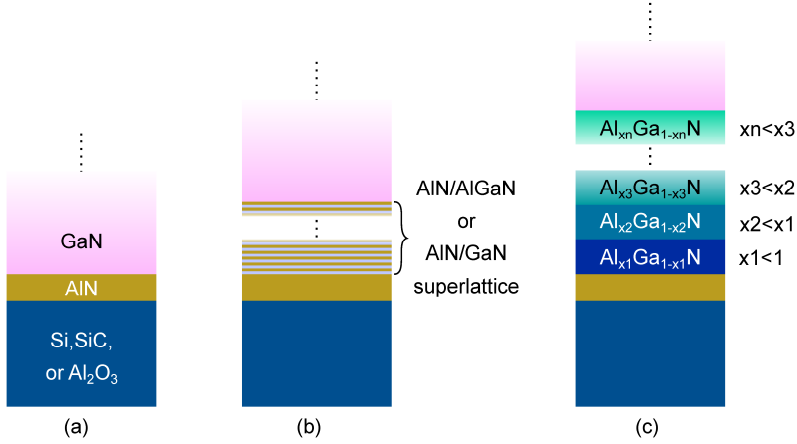 GaN
AlN
Si,SiC,
or Al₂O₃
(a)
AlN/AlGaN
or
AlN/GaN
superlattice
(b)
AlₓₙGa₁₋ₓₙN xn<x3
Alₓ₃Ga₁₋ₓ₃N x3<x2
Alₓ₂Ga₁₋ₓ₂N x2<x1
Alₓ₁Ga₁₋ₓ₁N x1<1
(c)